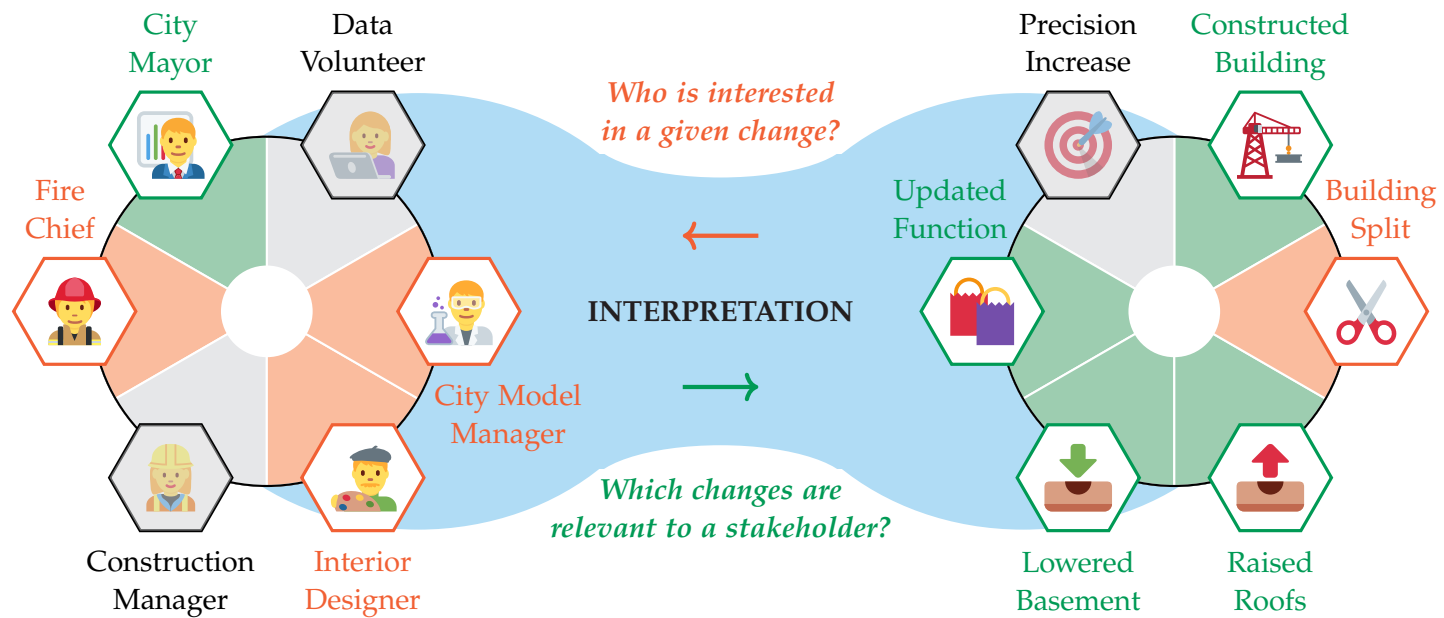 City
Mayor
Data
Volunteer
Fire
Chief
City Model
Manager
Construction
Manager
Interior
Designer
Who is interested
in a given change?
INTERPRETATION
Which changes are
relevant to a stakeholder?
Precision
Increase
Constructed
Building
Updated
Function
Building
Split
Lowered
Basement
Raised
Roofs